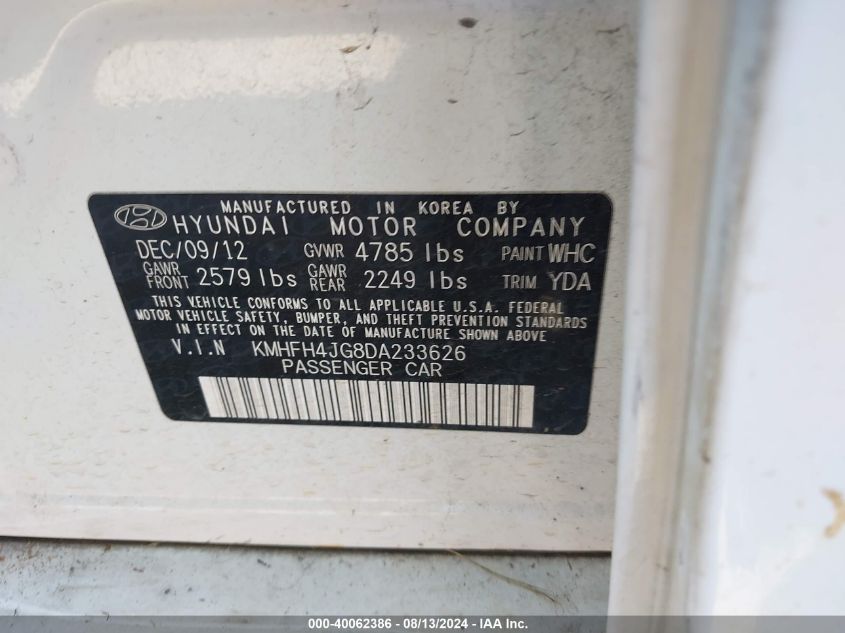 MANUFACTURED IN KOREA BY
HYUNDAI MOTOR COMPANY
DEC/09/12 GVWR 4785 lbs PAINT WHC
GAWR FRONT 2579 lbs GAWR REAR 2249 lbs TRIM YDA
THIS VEHICLE CONFORMS TO ALL APPLICABLE U.S.A. FEDERAL
MOTOR VEHICLE SAFETY, BUMPER, AND THEFT PREVENTION STANDARDS
IN EFFECT ON THE DATE OF MANUFACTURE SHOWN ABOVE
V.I.N KMHFH4JG8DA233626
PASSENGER CAR
000-40062386 - 08/13/2024 - IAA Inc.